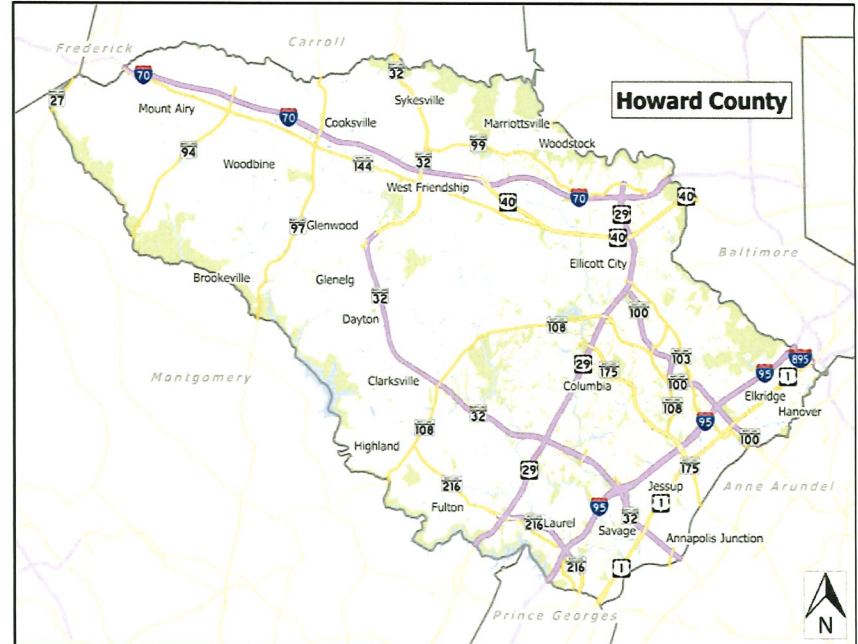 Carroll
Frederick
70
32
27
Sykesville
Howard County
Mount Airy
70
Cooksville
Marriottsville
99
Woodstock
94
Woodbine
144
32
West Friendship
40
70
29
40
97
Glenwood
40
Ellicott City
Baltimore
Brookeville
Glenelg
32
Dayton
108
100
103
895
Montgomery
29
175
95
1
Clarksville
Columbia
100
Elkridge
32
108
Hanover
108
95
100
Highland
29
175
216
Jessup
Anne Arundel
Fulton
95
1
216
Laurel
32
Savage
Annapolis Junction
216
1
Prince Georges
N